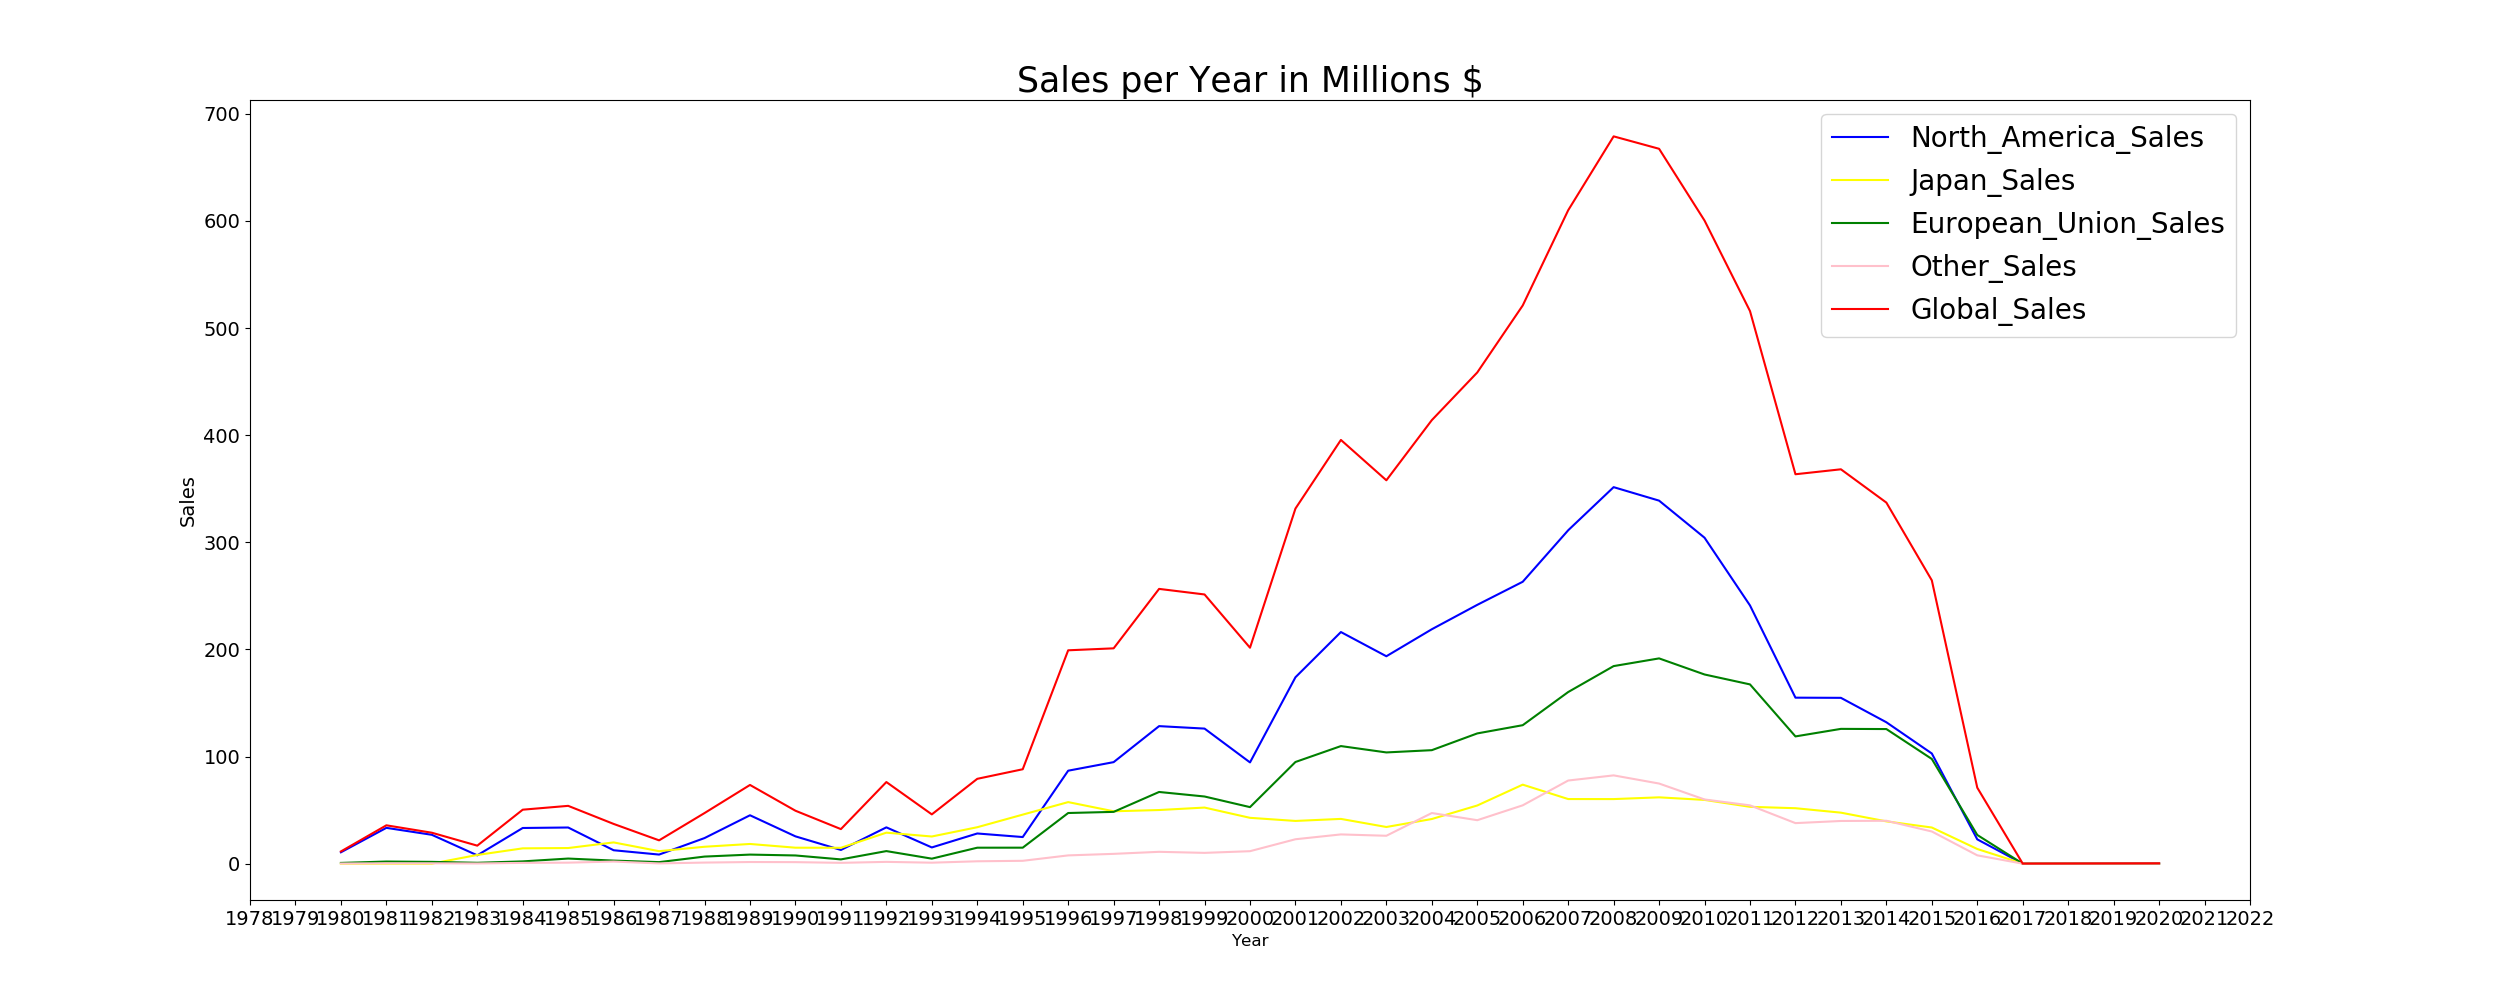 Sales per Year in Millions $
700
600
500
400
300
200
100
0
Sales
North_America_Sales
Japan_Sales
European_Union_Sales
Other_Sales
Global_Sales
1978 1979 1980 1981 1982 1983 1984 1985 1986 1987 1988 1989 1990 1991 1992 1993 1994 1995 1996 1997 1998 1999 2000 2001 2002 2003 2004 2005 2006 2007 2008 2009 2010 2011 2012 2013 2014 2015 2016 2017 2018 2019 2020 2021 2022
Year